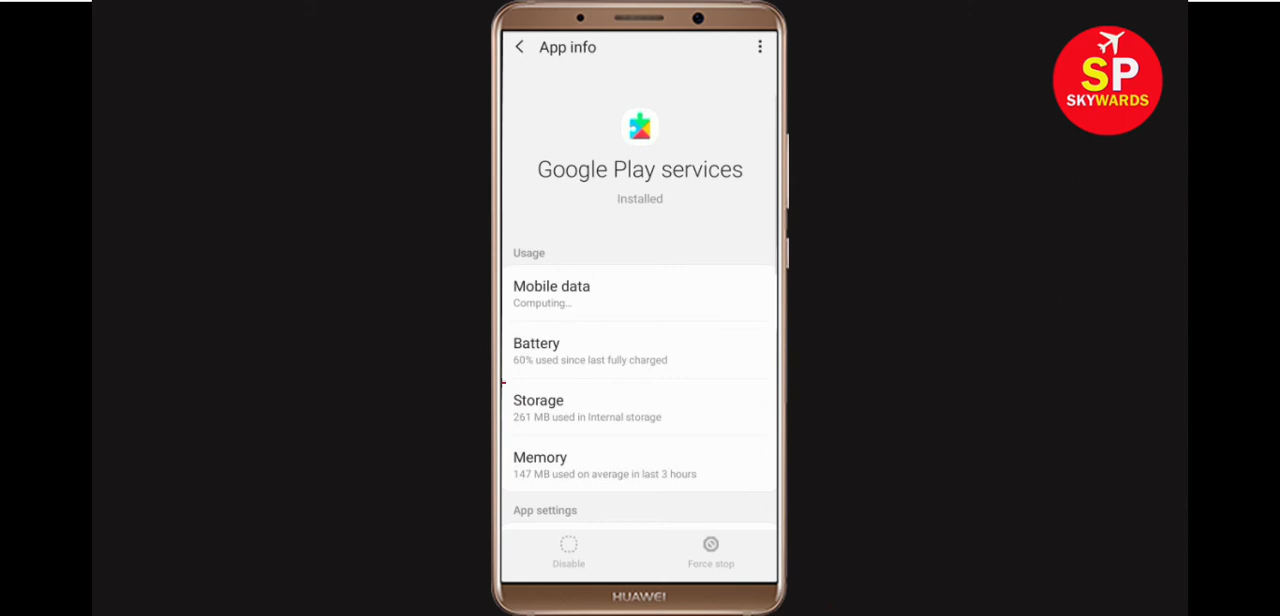 App info
SP
SKYWARDS
Google Play services
Installed
Usage
Mobile data
Computing...
Battery
60% used since last fully charged
Storage
261 MB used in Internal storage
Memory
147 MB used on average in last 3 hours
App settings
Disable
Force stop
HUAWEI